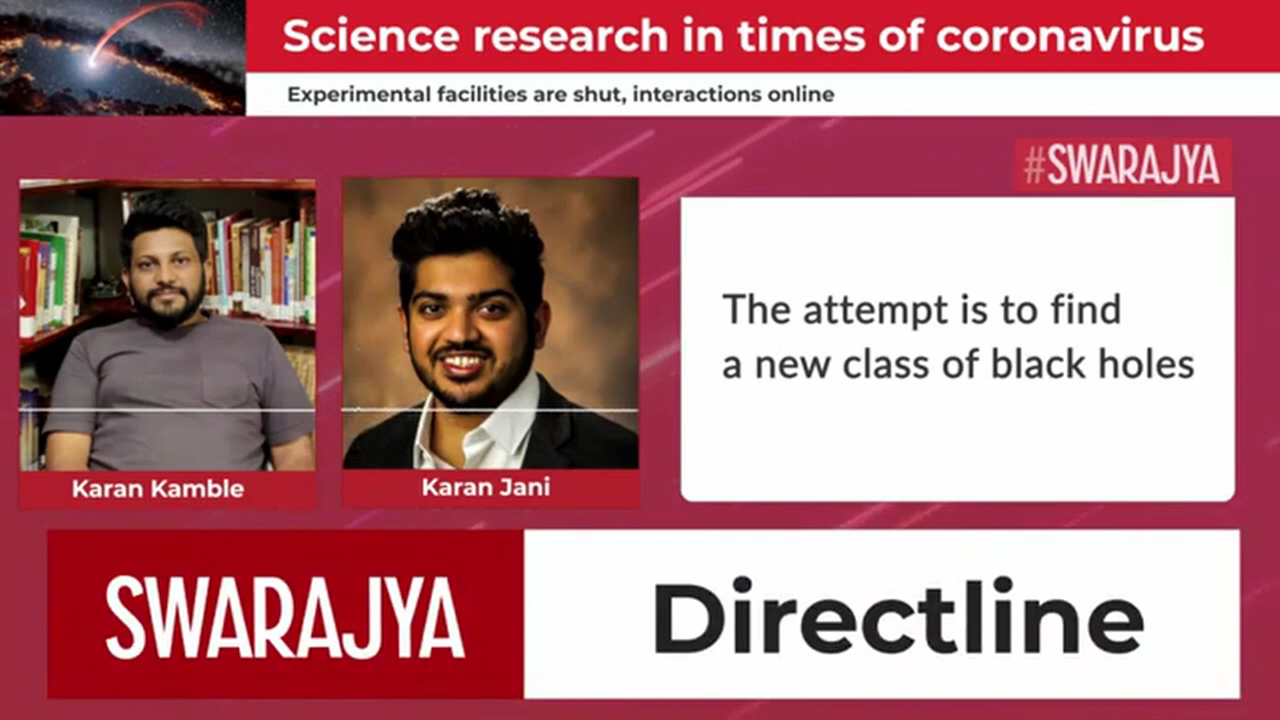 Science research in times of coronavirus
Experimental facilities are shut, interactions online
#SWARAJYA
The attempt is to find
a new class of black holes
Karan Kamble
Karan Jani
SWARAJYA
Directline